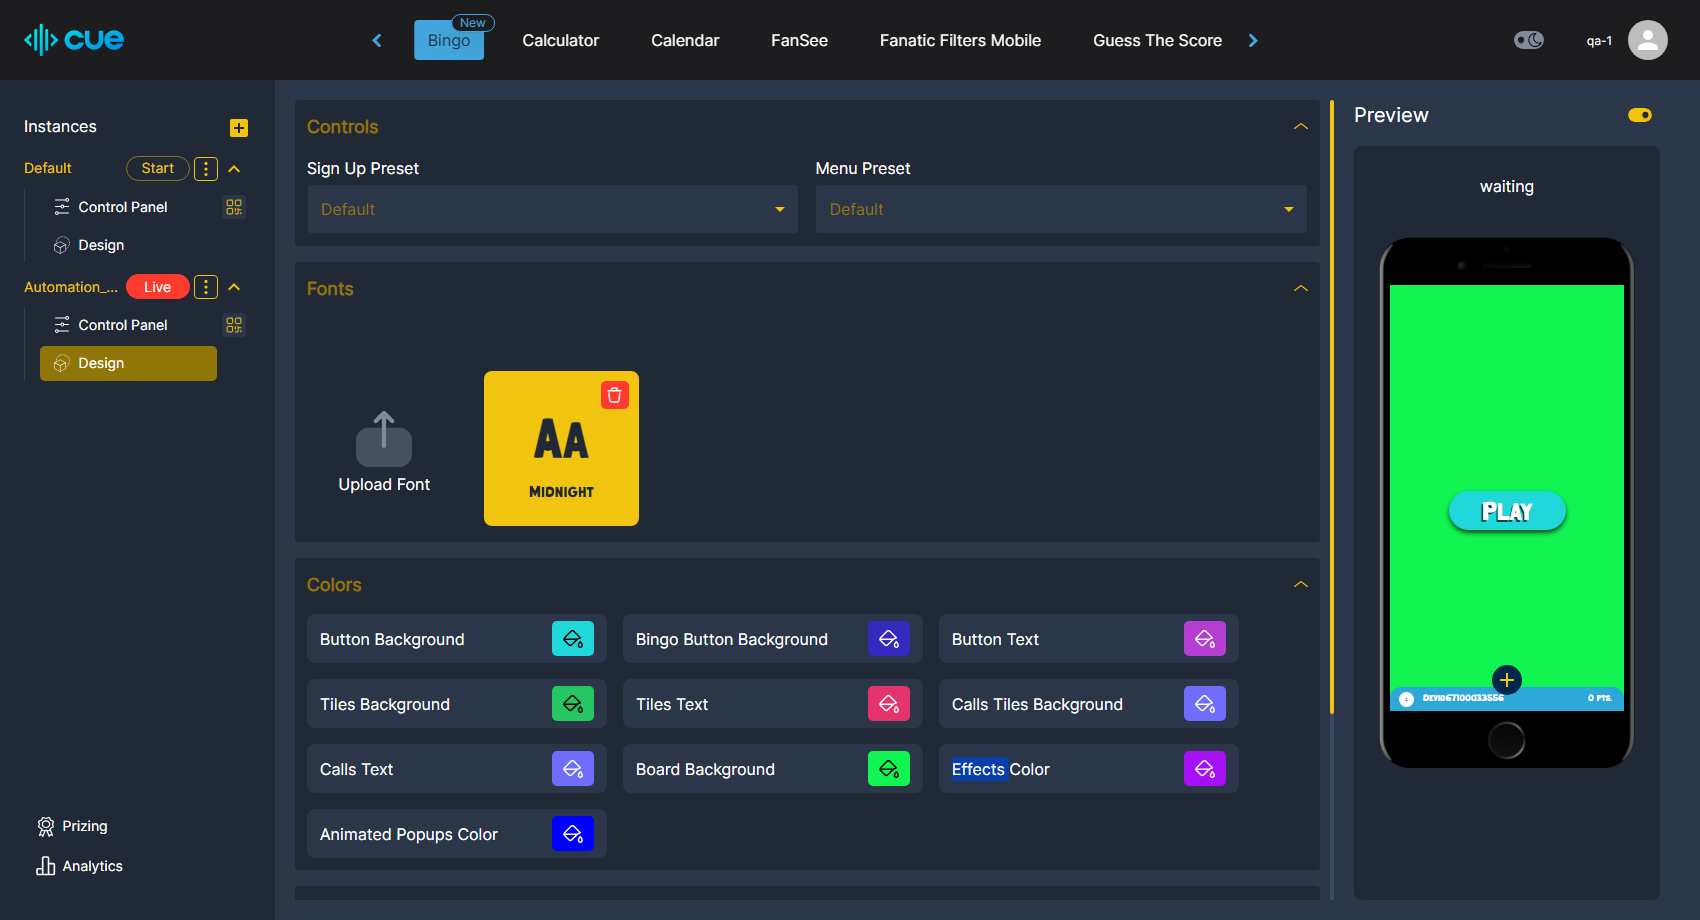 cue
New
Bingo
Calculator
Calendar
FanSee
Fanatic Filters Mobile
Guess The Score
qa-1
Instances
Default
Start
Control Panel
Design
Automation_...
Live
Control Panel
Design
Prizing
Analytics
Controls
Sign Up Preset
Menu Preset
Default
Default
Fonts
Upload Font
AA
MIDNIGHT
Colors
Button Background
Bingo Button Background
Button Text
Tiles Background
Tiles Text
Calls Tiles Background
Calls Text
Board Background
Effects Color
Animated Popups Color
Preview
waiting
PLAY
DEVID67100033556
0 PTS.